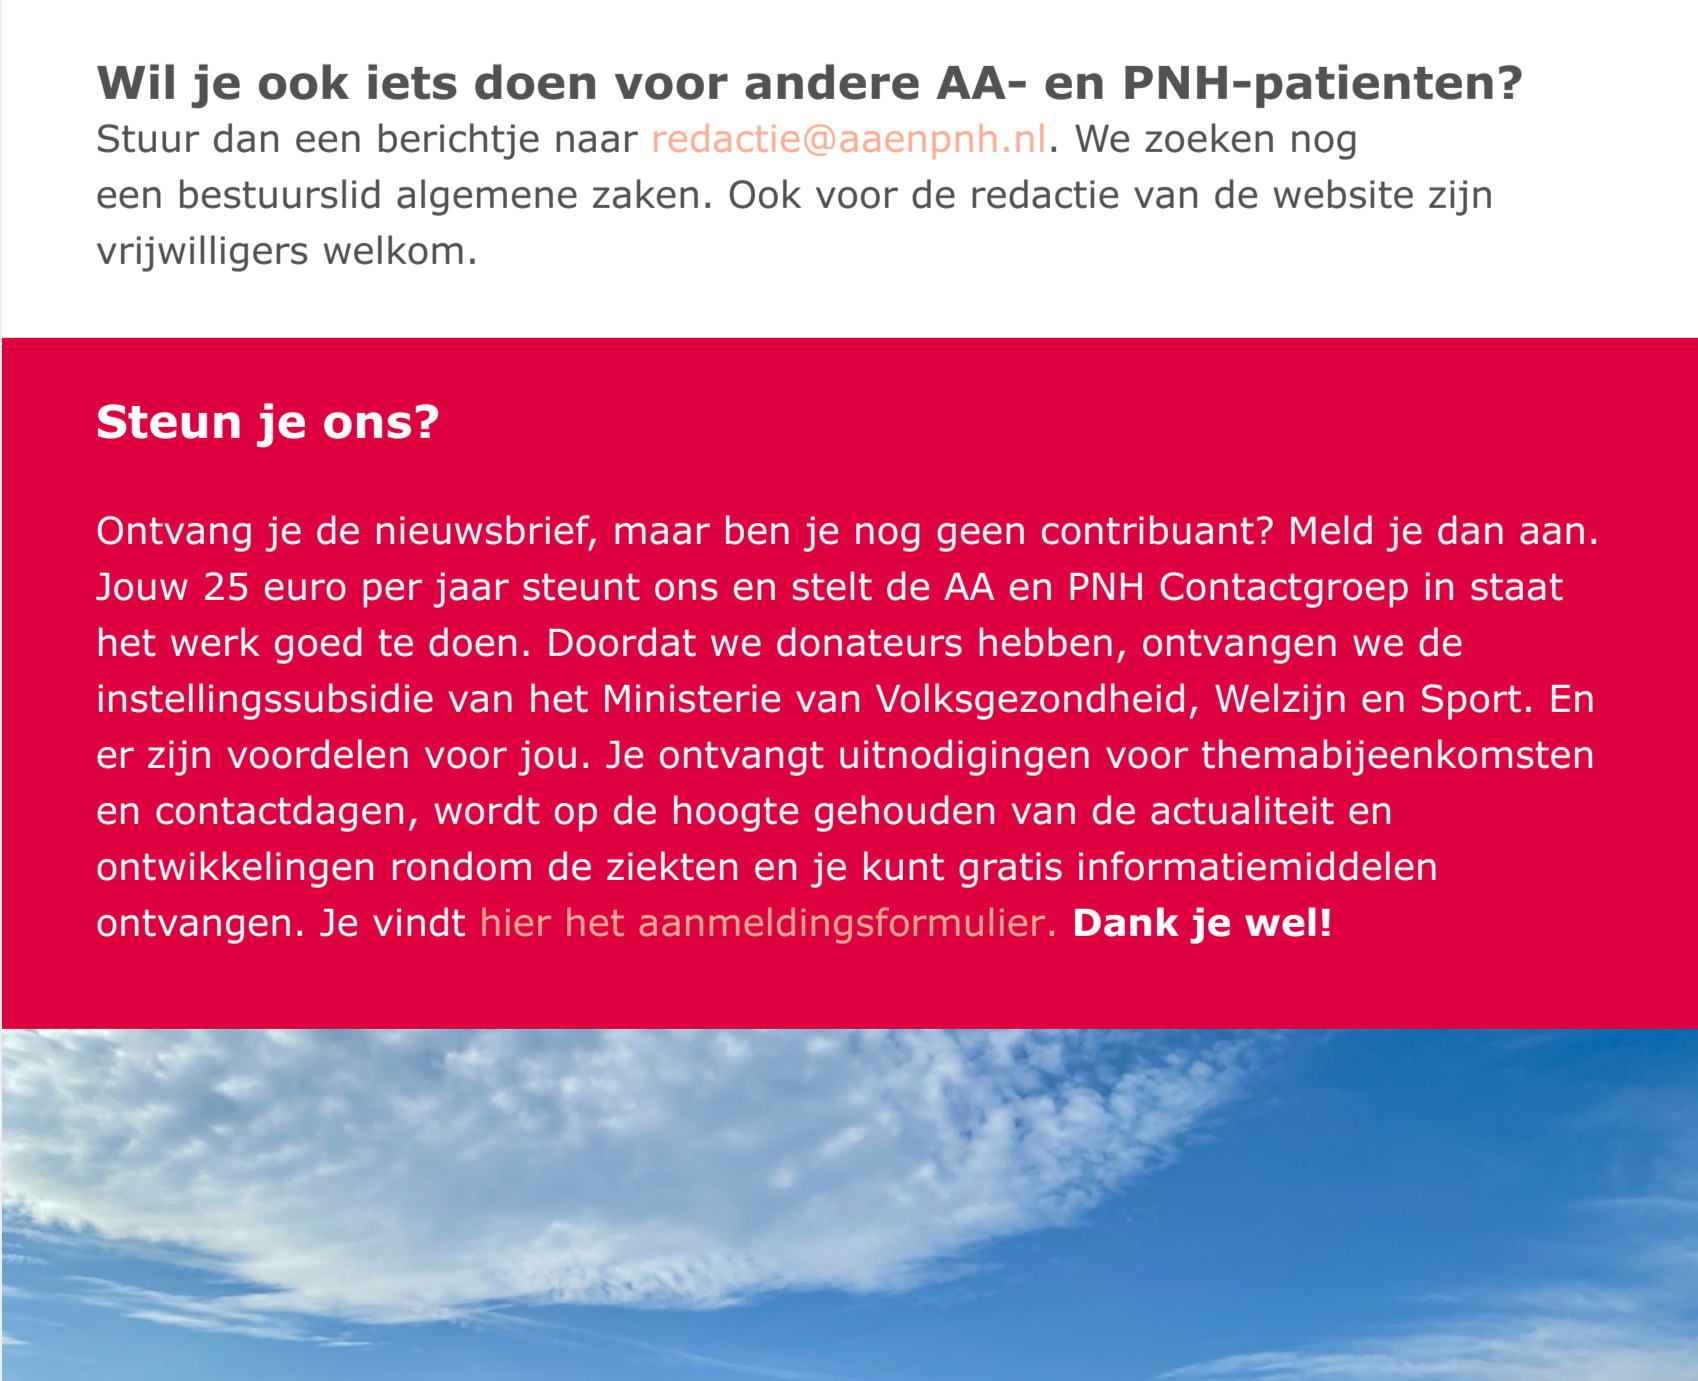 Wil je ook iets doen voor andere AA- en PNH-patienten?
Stuur dan een berichtje naar redactie@aaenpnh.nl. We zoeken nog
een bestuurslid algemene zaken. Ook voor de redactie van de website zijn
vrijwilligers welkom.
Steun je ons?
Ontvang je de nieuwsbrief, maar ben je nog geen contribuant? Meld je dan aan.
Jouw 25 euro per jaar steunt ons en stelt de AA en PNH Contactgroep in staat
het werk goed te doen. Doordat we donateurs hebben, ontvangen we de
instellingssubsidie van het Ministerie van Volksgezondheid, Welzijn en Sport. En
er zijn voordelen voor jou. Je ontvangt uitnodigingen voor themabijeenkomsten
en contactdagen, wordt op de hoogte gehouden van de actualiteit en
ontwikkelingen rondom de ziekten en je kunt gratis informatiemiddelen
ontvangen. Je vindt hier het aanmeldingsformulier. Dank je wel!